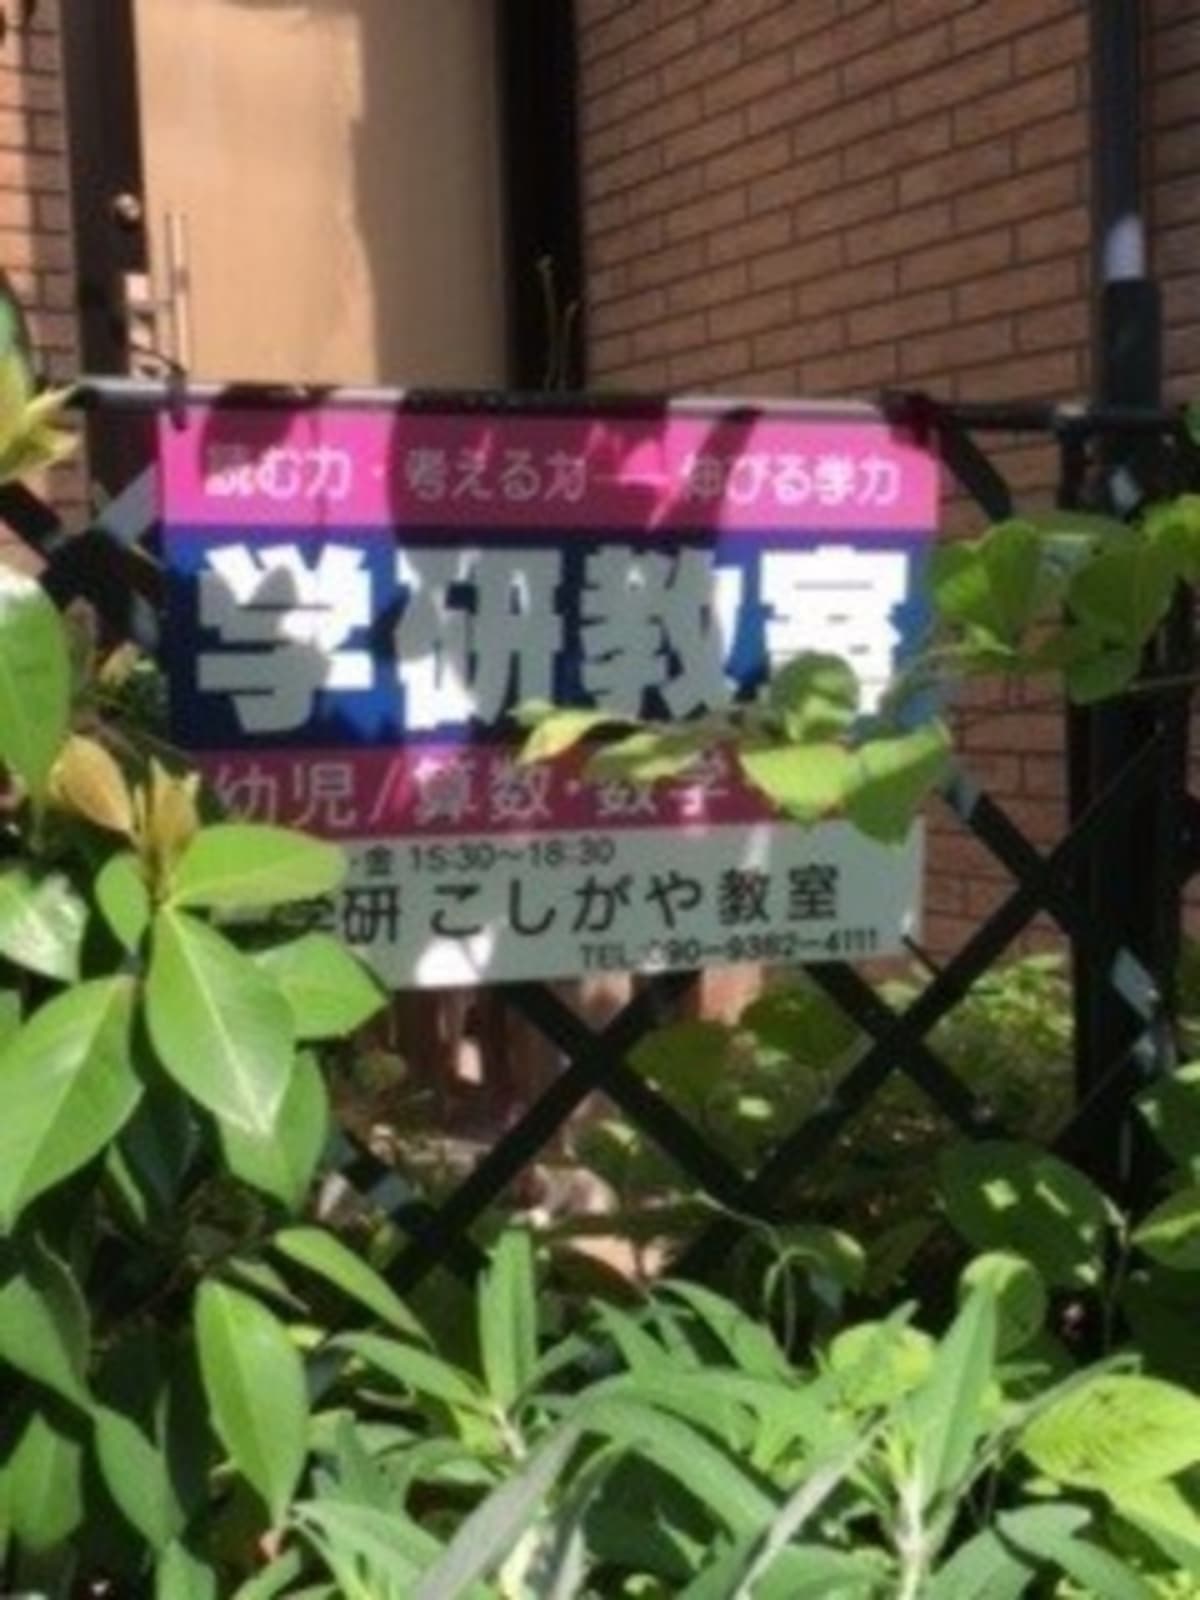 読む力・考える力——伸びる学力
学研教室
幼児/算数・数学
・金 15:30〜18:30
学研 こしがや教室
TEL:090-9382-4111